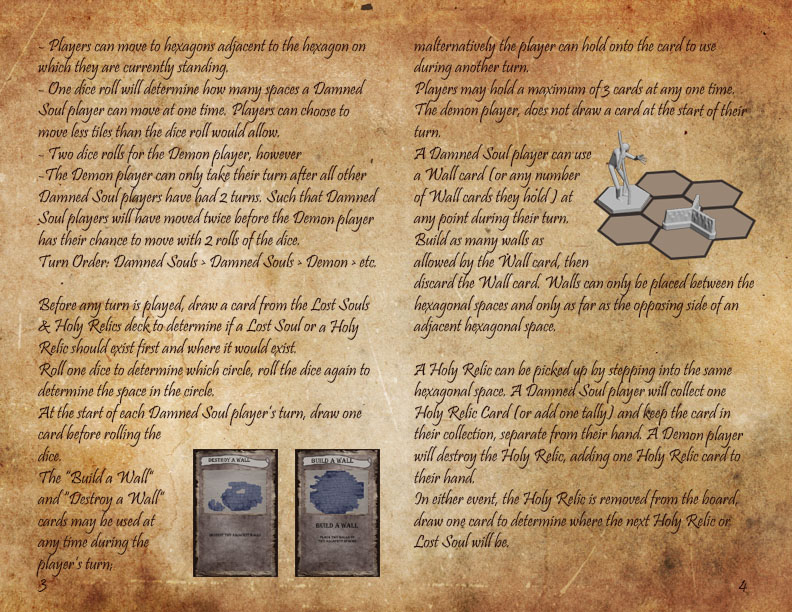 - Players can move to hexagons adjacent to the hexagon on
which they are currently standing.
- One dice roll will determine how many spaces a Damned
Soul player can move at one time. Players can choose to
move less tiles than the dice roll would allow.
- Two dice rolls for the Demon player, however
-The Demon player can only take their turn after all other
Damned Soul players have had 2 turns. Such that Damned
Soul players will have moved twice before the Demon player
has their chance to move with 2 rolls of the dice.
Turn Order: Damned Souls > Damned Souls > Demon > etc.
Before any turn is played, draw a card from the Lost Souls
& Holy Relics deck to determine if a Lost Soul or a Holy
Relic should exist first and where it would exist.
Roll one dice to determine which circle, roll the dice again to
determine the space in the circle.
At the start of each Damned Soul player's turn, draw one
card before rolling the
dice.
The "Build a Wall"
and "Destroy a Wall"
cards may be used at
any time during the
player's turn;
DESTROY A WALL
BUILD A WALL
BUILD A WALL
3
malternatively the player can hold onto the card to use
during another turn.
Players may hold a maximum of 3 cards at any one time.
The demon player, does not draw a card at the start of their
turn.
A Damned Soul player can use
a Wall card (or any number
of Wall cards they hold ) at
any point during their turn.
Build as many walls as
allowed by the Wall card, then
discard the Wall card. Walls can only be placed between the
hexagonal spaces and only as far as the opposing side of an
adjacent hexagonal space.
A Holy Relic can be picked up by stepping into the same
hexagonal space. A Damned Soul player will collect one
Holy Relic Card (or add one tally) and keep the card in
their collection, separate from their hand. A Demon player
will destroy the Holy Relic, adding one Holy Relic card to
their hand.
In either event, the Holy Relic is removed from the board,
draw one card to determine where the next Holy Relic or
Lost Soul will be.
4